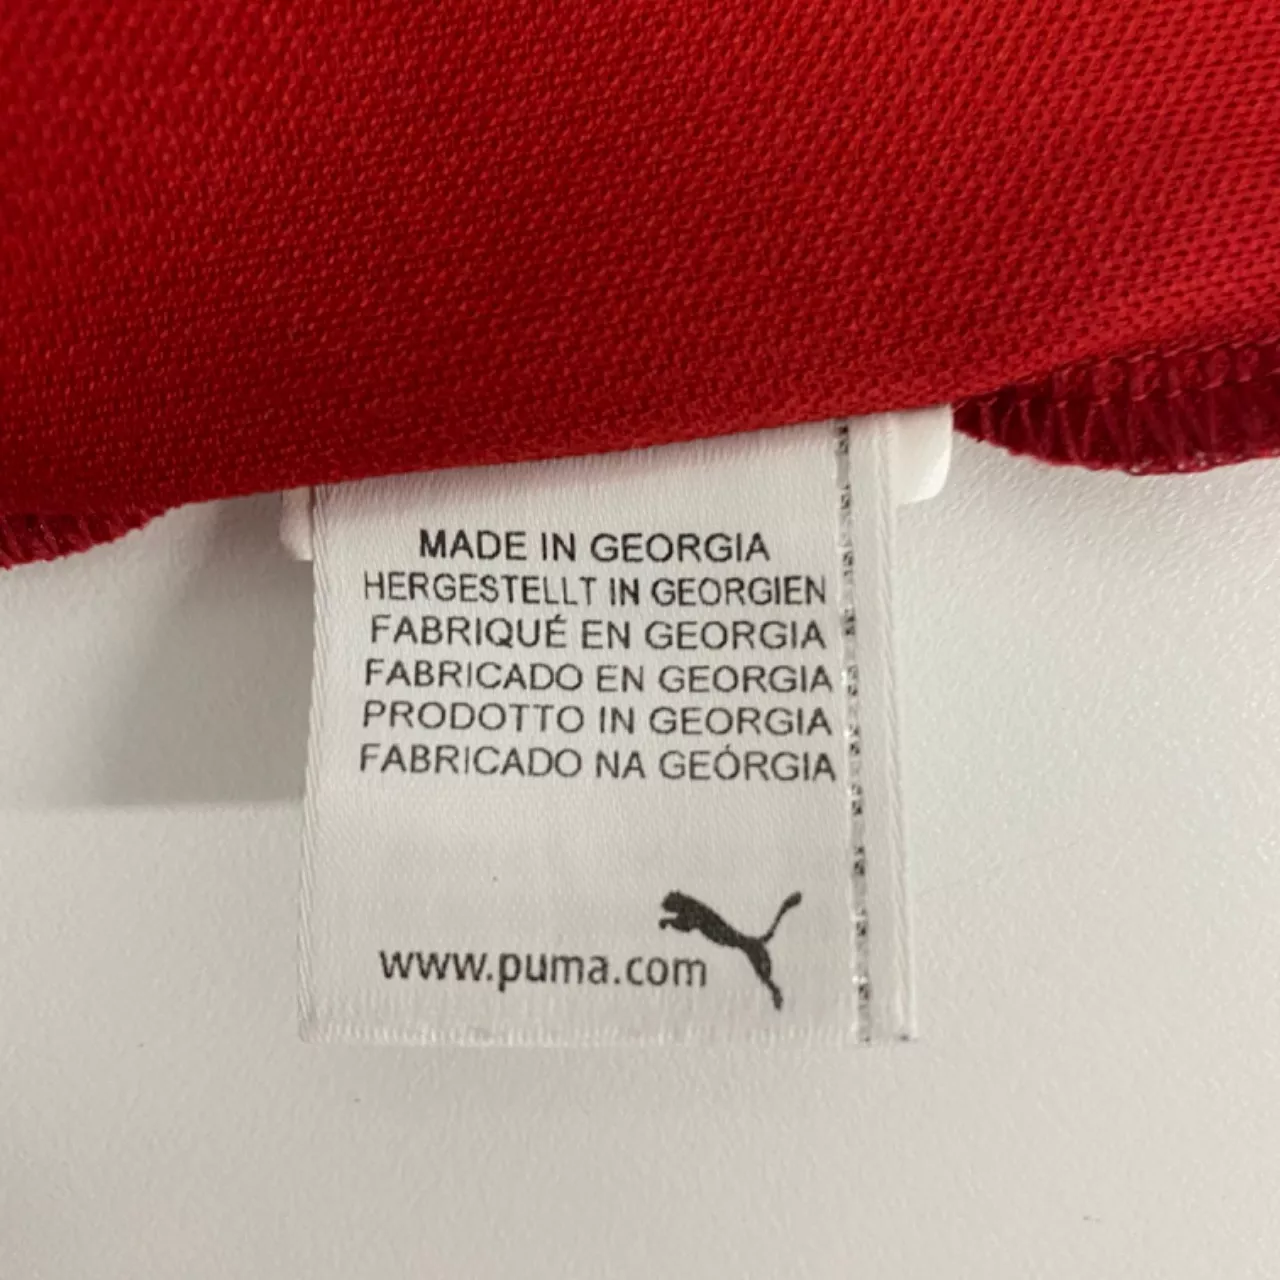 MADE IN GEORGIA
HERGESTELLT IN GEORGIEN
FABRIQUÉ EN GEORGIA
FABRICADO EN GEORGIA
PRODOTTO IN GEORGIA
FABRICADO NA GEÓRGIA
www.puma.com